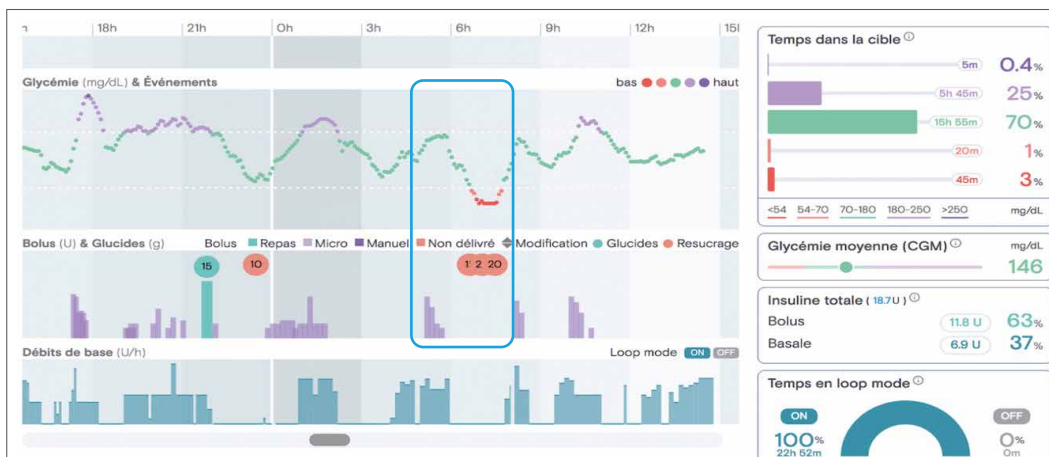 18h 21h 0h 3h 6h 9h 12h
Glycémie (mg/dL) & Événements bas haut
Bolus (U) & Glucides (g) Bolus Repas Micro Manuel Non délivré Modification Glucides Resucrage
15 10 20
Débits de base (U/h) Loop mode ON OFF
Temps dans la cible
5m 0.4%
5h 45m 25%
15h 55m 70%
20m 1%
45m 3%
<54 54-70 70-180 180-250 >250 mg/dL
Glycémie moyenne (CGM) mg/dL
146
Insuline totale ( 18.7U )
Bolus 11.8 U 63%
Basale 6.9 U 37%
Temps en loop mode
ON OFF
100% 0%
22h 52m 0m